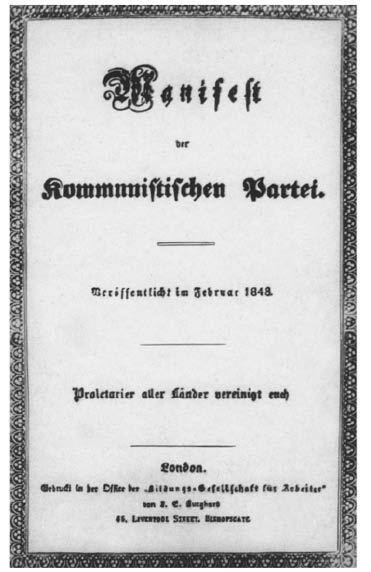 Manifest
der
Kommunistischen Partei.
Veröffentlicht im Februar 1848.
Proletarier aller Länder vereinigt euch
London.
Gedruckt in der Office der „Bildungs-Gesellschaft für Arbeiter“
von J. E. Burghard
46, LIVERPOOL STREET, BISHOPSGATE